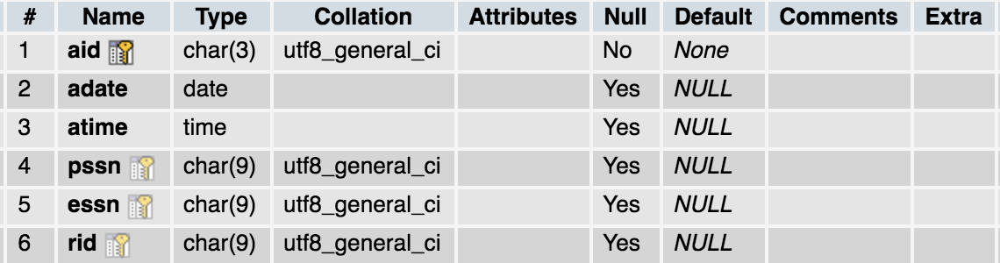 # Name Type Collation Attributes Null Default Comments Extra
1 aid char(3) utf8_general_ci No None
2 adate date Yes NULL
3 atime time Yes NULL
4 pssn char(9) utf8_general_ci Yes NULL
5 essn char(9) utf8_general_ci Yes NULL
6 rid char(9) utf8_general_ci Yes NULL